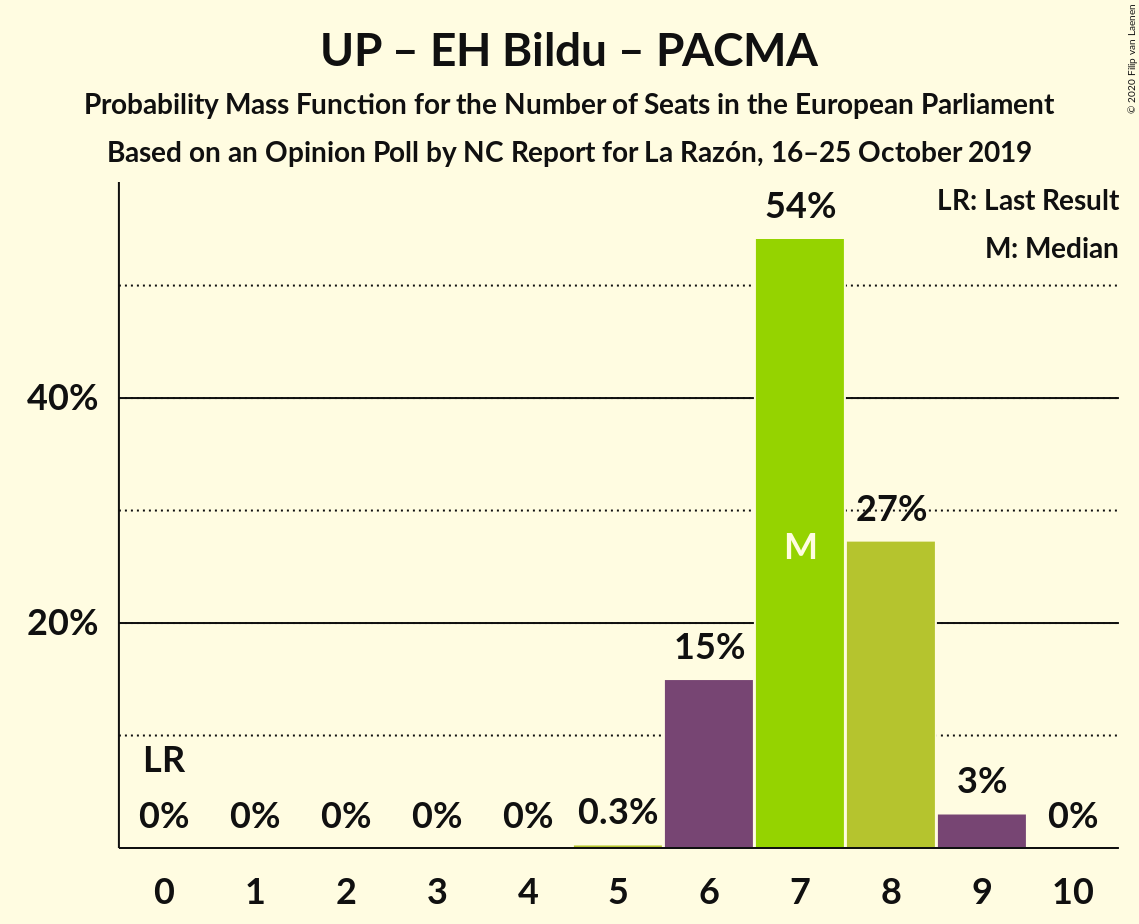 UP – EH Bildu – PACMA
Probability Mass Function for the Number of Seats in the European Parliament
Based on an Opinion Poll by NC Report for La Razón, 16–25 October 2019
© 2020 Filip van Laenen
LR: Last Result
M: Median
54%
40%
27%
M
20%
15%
LR
3%
0% 0% 0% 0% 0% 0.3% 0%
0 1 2 3 4 5 6 7 8 9 10